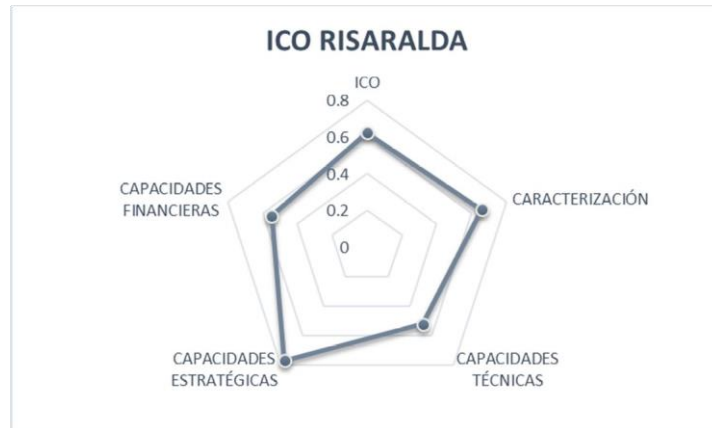 ICO RISARALDA
ICO
0.8
0.6
0.4
0.2
0
CARACTERIZACIÓN
CAPACIDADES
TÉCNICAS
CAPACIDADES
ESTRATÉGICAS
CAPACIDADES
FINANCIERAS